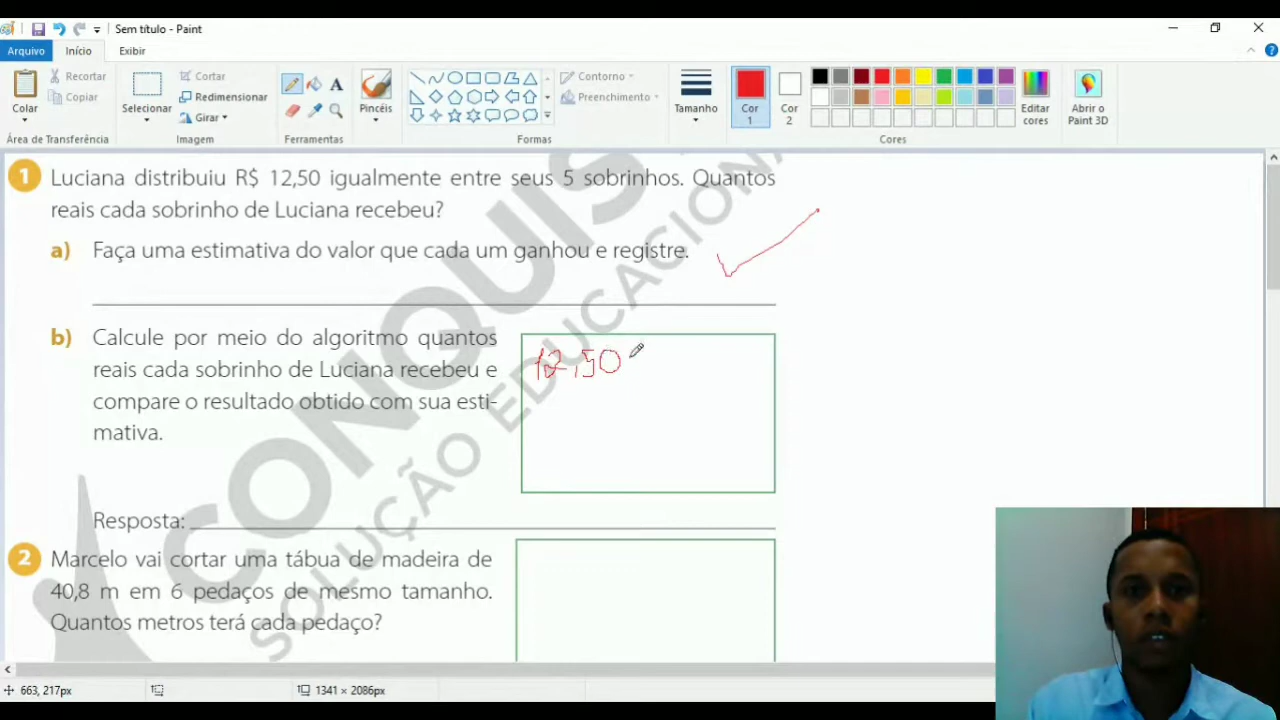 Sem título - Paint
Arquivo
Início
Exibir
Colar
Recortar
Copiar
Área de Transferência
Selecionar
Cortar
Redimensionar
Girar
Imagem
A
Ferramentas
Pincéis
Formas
Contorno
Preenchimento
Tamanho
Cor
1
Cor
2
Cores
Editar
cores
Abrir o
Paint 3D
1 Luciana distribuiu R$ 12,50 igualmente entre seus 5 sobrinhos. Quantos
reais cada sobrinho de Luciana recebeu?
a) Faça uma estimativa do valor que cada um ganhou e registre.
b) Calcule por meio do algoritmo quantos
reais cada sobrinho de Luciana recebeu e
compare o resultado obtido com sua esti-
mativa.
12,50
Resposta:
2 Marcelo vai cortar uma tábua de madeira de
40,8 m em 6 pedaços de mesmo tamanho.
Quantos metros terá cada pedaço?
SOLUÇÃO EDUCACIONAL
663, 217px
1341 × 2086px